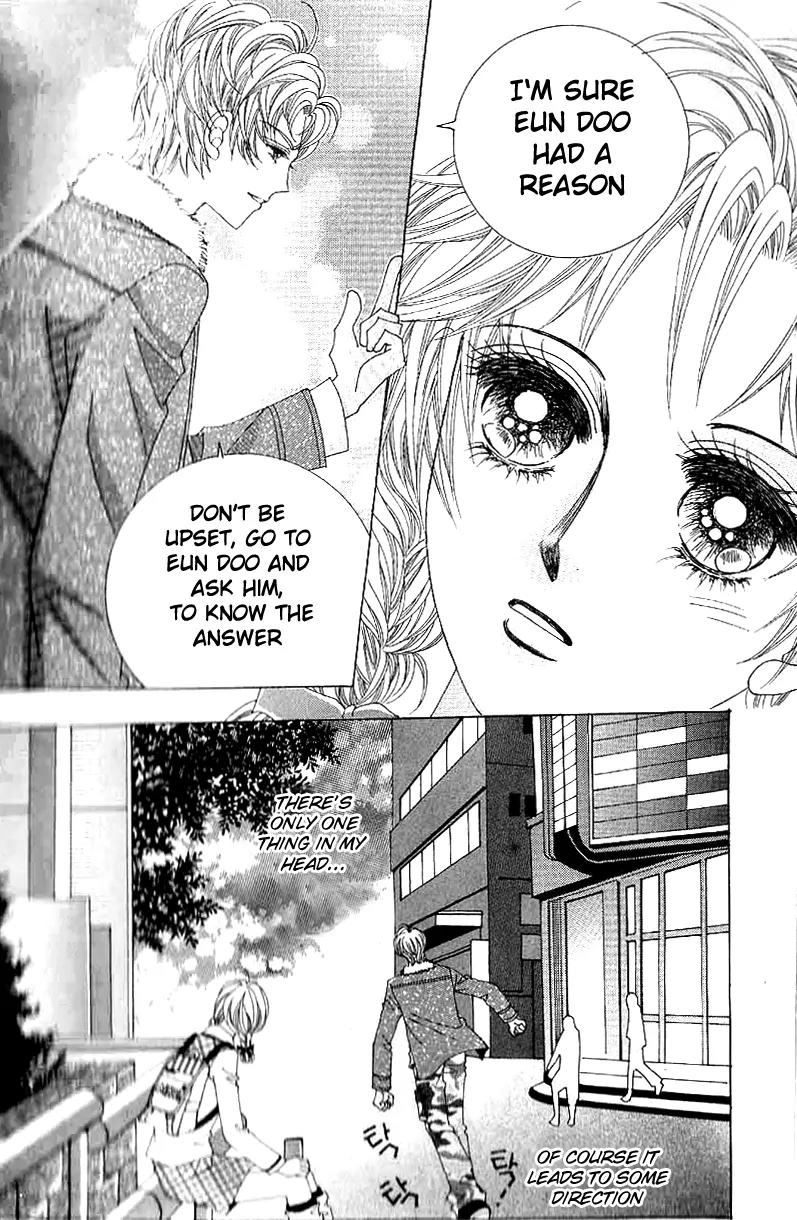 I'M SURE
EUN DOO
HAD A
REASON
DON'T BE
UPSET, GO TO
EUN DOO AND
ASK HIM,
TO KNOW THE
ANSWER
THERE'S
ONLY ONE
THING IN MY
HEAD...
탁
탁
탁!
OF COURSE IT
LEADS TO SOME
DIRECTION